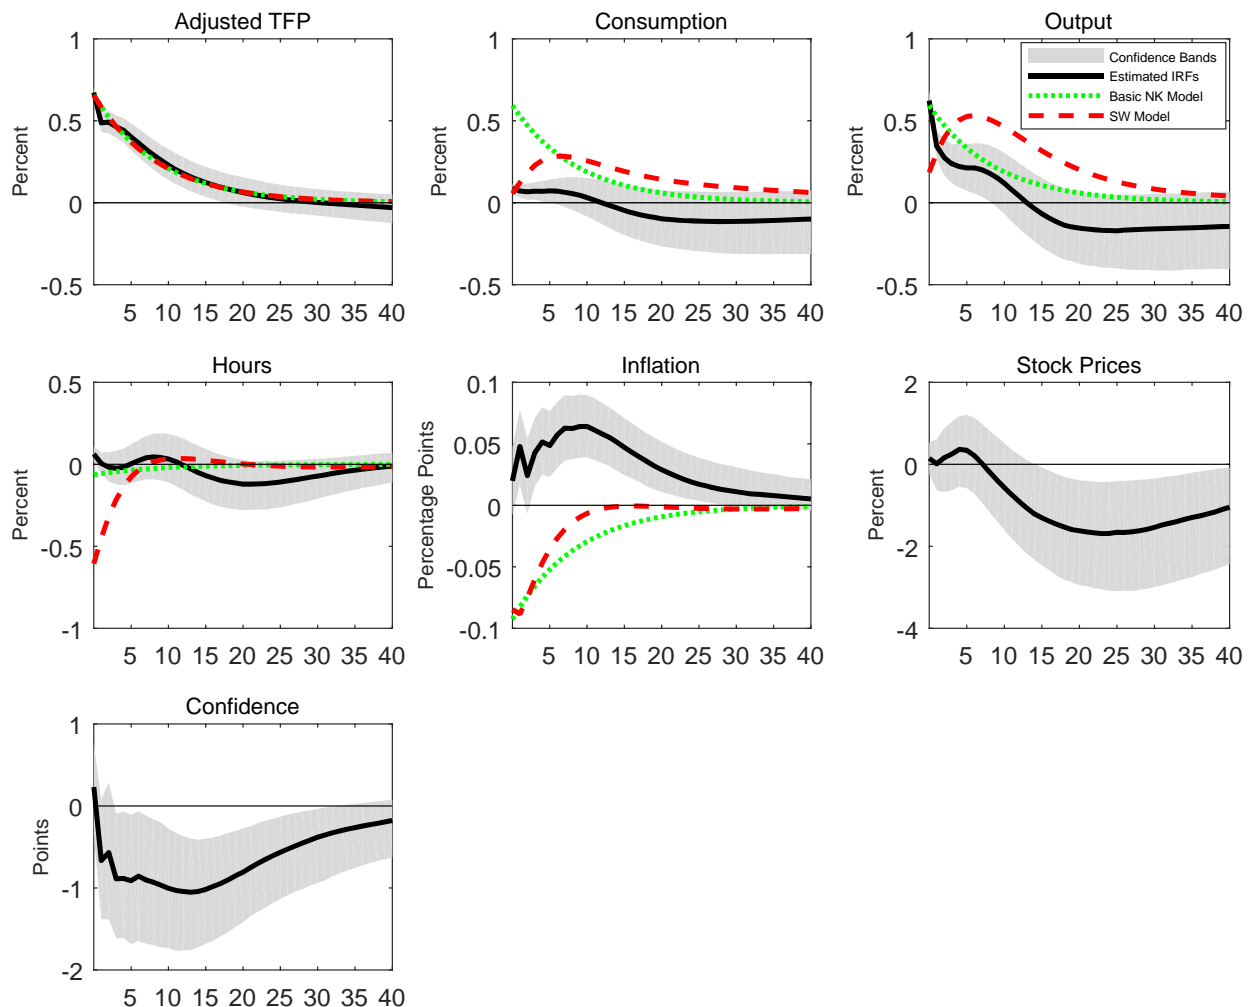 Adjusted TFP
Percent
1
0.5
0
-0.5
5 10 15 20 25 30 35 40
Consumption
Percent
1
0.5
0
-0.5
5 10 15 20 25 30 35 40
Output
Percent
1
0.5
0
-0.5
5 10 15 20 25 30 35 40
Confidence Bands
Estimated IRFs
Basic NK Model
SW Model
Hours
Percent
0.5
0
-0.5
-1
5 10 15 20 25 30 35 40
Inflation
Percentage Points
0.1
0.05
0
-0.05
-0.1
5 10 15 20 25 30 35 40
Stock Prices
Percent
2
0
-2
-4
5 10 15 20 25 30 35 40
Confidence
Points
1
0
-1
-2
5 10 15 20 25 30 35 40